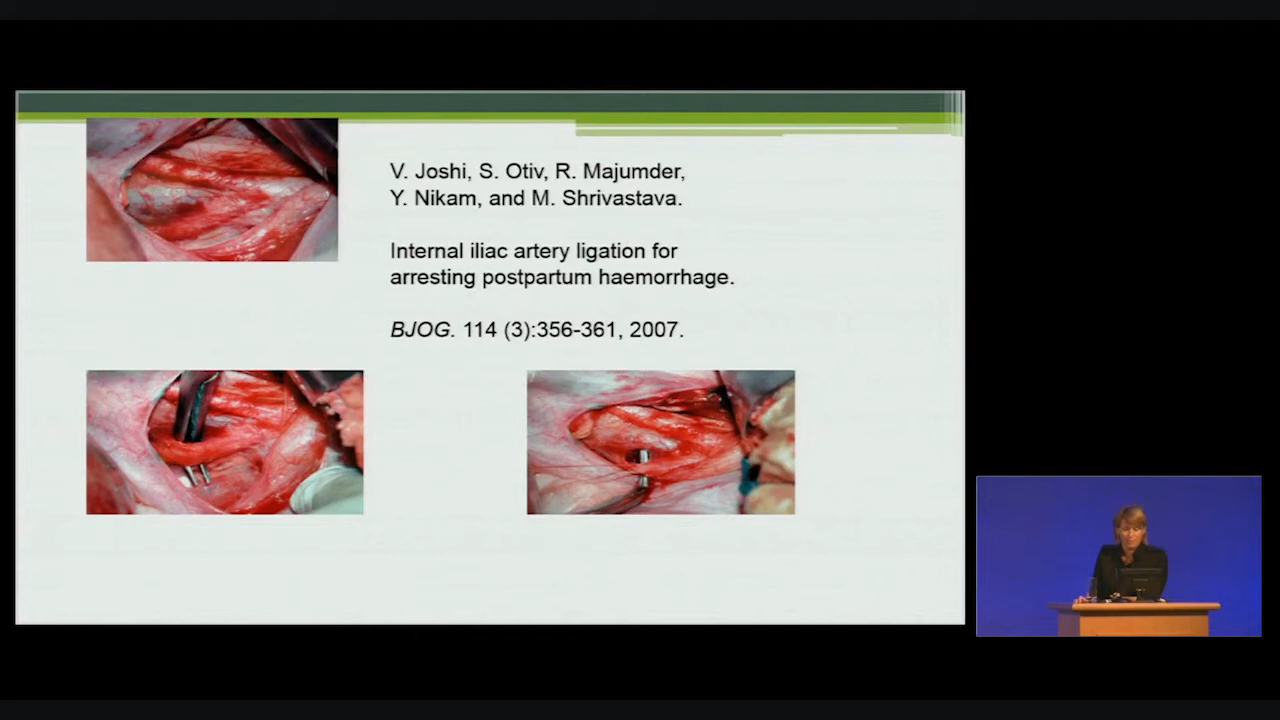 V. Joshi, S. Otiv, R. Majumder,
Y. Nikam, and M. Shrivastava.
Internal iliac artery ligation for
arresting postpartum haemorrhage.
BJOG. 114 (3):356-361, 2007.